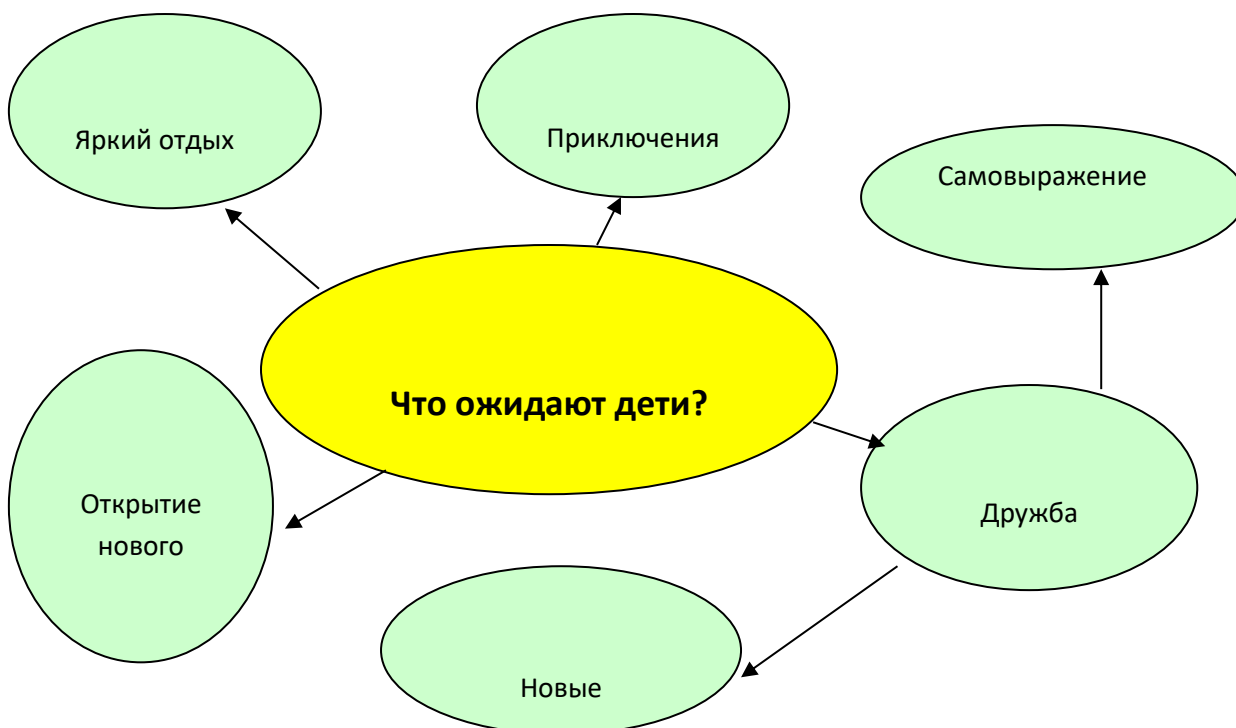 Яркий отдых
Приключения
Самовыражение
Что ожидают дети?
Открытие
нового
Дружба
Новые